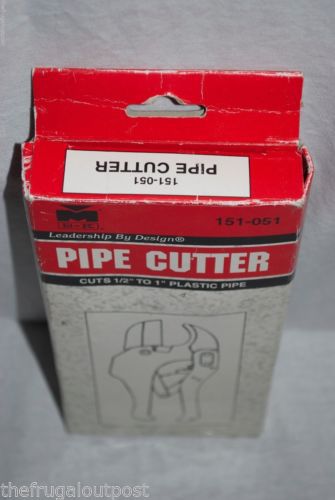 PIPE CUTTER
151-051
151-051
Leadership By Design®
PIPE CUTTER
CUTS 1/2" TO 1" PLASTIC PIPE
thefrugaloutpost